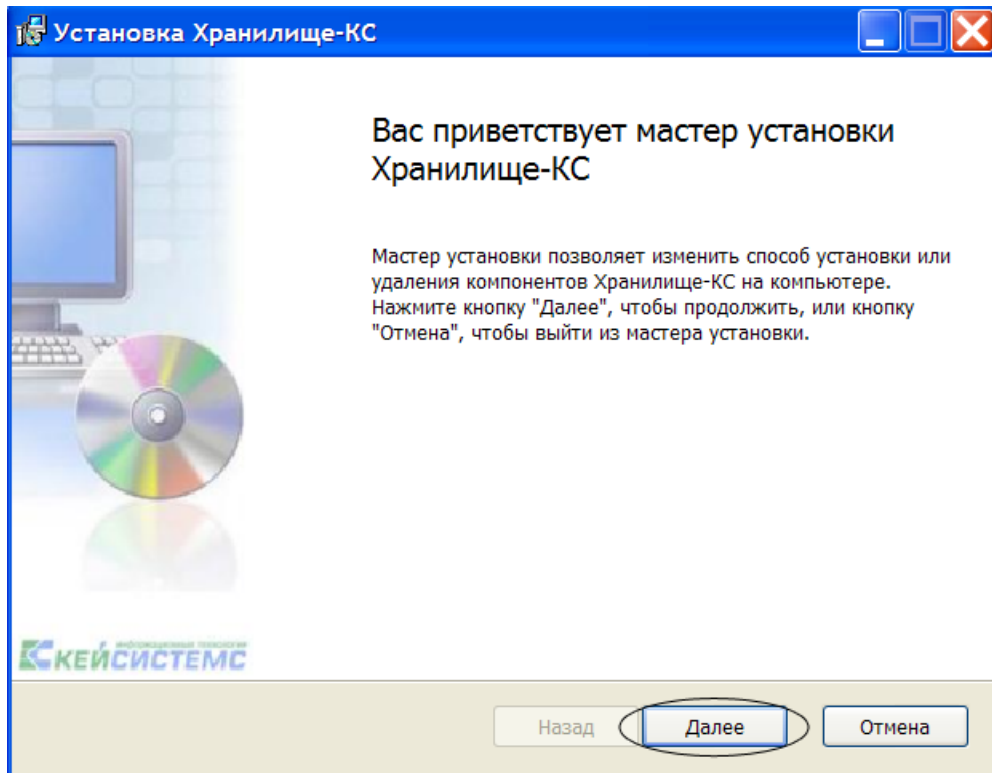 Установка Хранилище-КС
Вас приветствует мастер установки
Хранилище-КС
Мастер установки позволяет изменить способ установки или
удаления компонентов Хранилище-КС на компьютере.
Нажмите кнопку "Далее", чтобы продолжить, или кнопку
"Отмена", чтобы выйти из мастера установки.
информационные технологии
КЕЙСИСТЕМС
Назад Далее Отмена